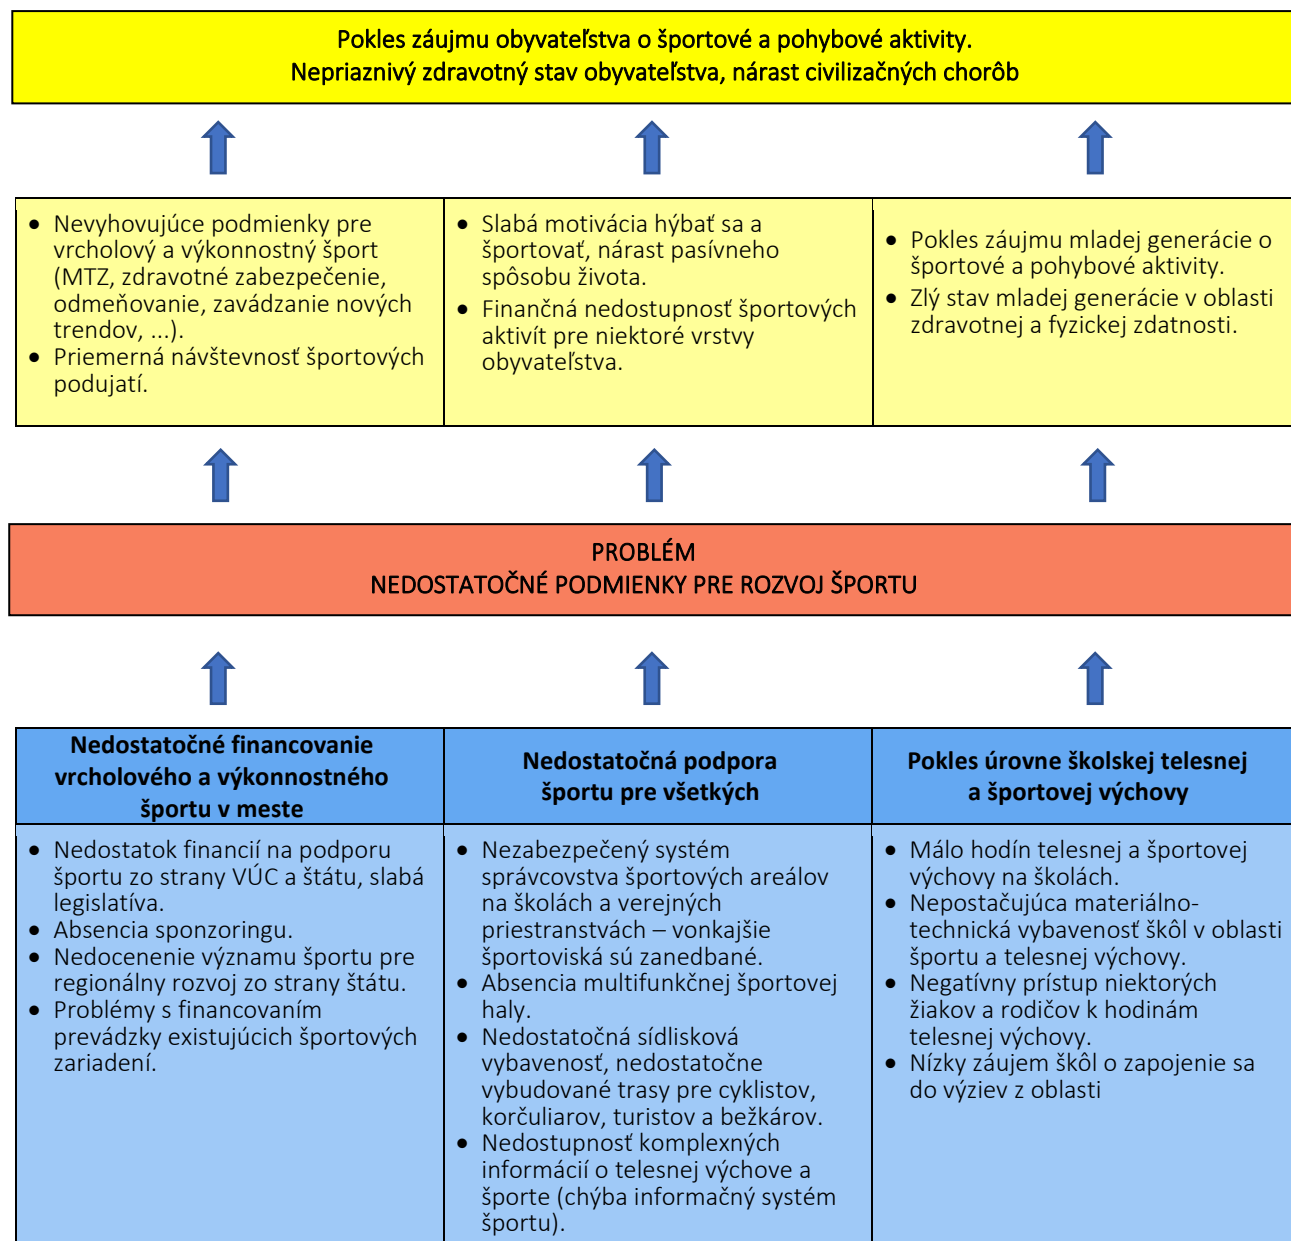 Pokles záujmu obyvateľstva o športové a pohybové aktivity.
Nepriaznivý zdravotný stav obyvateľstva, nárast civilizačných chorôb
• Nevyhovujúce podmienky pre
vrcholový a výkonnostný šport
(MTZ, zdravotné zabezpečenie,
odmeňovanie, zavádzanie nových
trendov, ...).
• Priemerná návštevnosť športových
podujatí.
• Slabá motivácia hýbať sa a
športovať, nárast pasívneho
spôsobu života.
• Finančná nedostupnosť športových
aktivít pre niektoré vrstvy
obyvateľstva.
• Pokles záujmu mladej generácie o
športové a pohybové aktivity.
• Zlý stav mladej generácie v oblasti
zdravotnej a fyzickej zdatnosti.
PROBLÉM
NEDOSTATOČNÉ PODMIENKY PRE ROZVOJ ŠPORTU
Nedostatočné financovanie
vrcholového a výkonnostného
športu v meste
Nedostatočná podpora
športu pre všetkých
Pokles úrovne školskej telesnej
a športovej výchovy
• Nedostatok financií na podporu
športu zo strany VÚC a štátu, slabá
legislatíva.
• Absencia sponzoringu.
• Nedocenenie významu športu pre
regionálny rozvoj zo strany štátu.
• Problémy s financovaním
prevádzky existujúcich športových
zariadení.
• Nezabezpečený systém
správcovstva športových areálov
na školách a verejných
priestranstvách – vonkajšie
športoviská sú zanedbané.
• Absencia multifunkčnej športovej
haly.
• Nedostatočná sídlisková
vybavenosť, nedostatočne
vybudované trasy pre cyklistov,
korčuliarov, turistov a bežkárov.
• Nedostupnosť komplexných
informácií o telesnej výchove a
športe (chýba informačný systém
športu).
• Málo hodín telesnej a športovej
výchovy na školách.
• Nepostačujúca materiálno-
technická vybavenosť škôl v oblasti
športu a telesnej výchovy.
• Negatívny prístup niektorých
žiakov a rodičov k hodinám
telesnej výchovy.
• Nízky záujem škôl o zapojenie sa
do výziev z oblasti